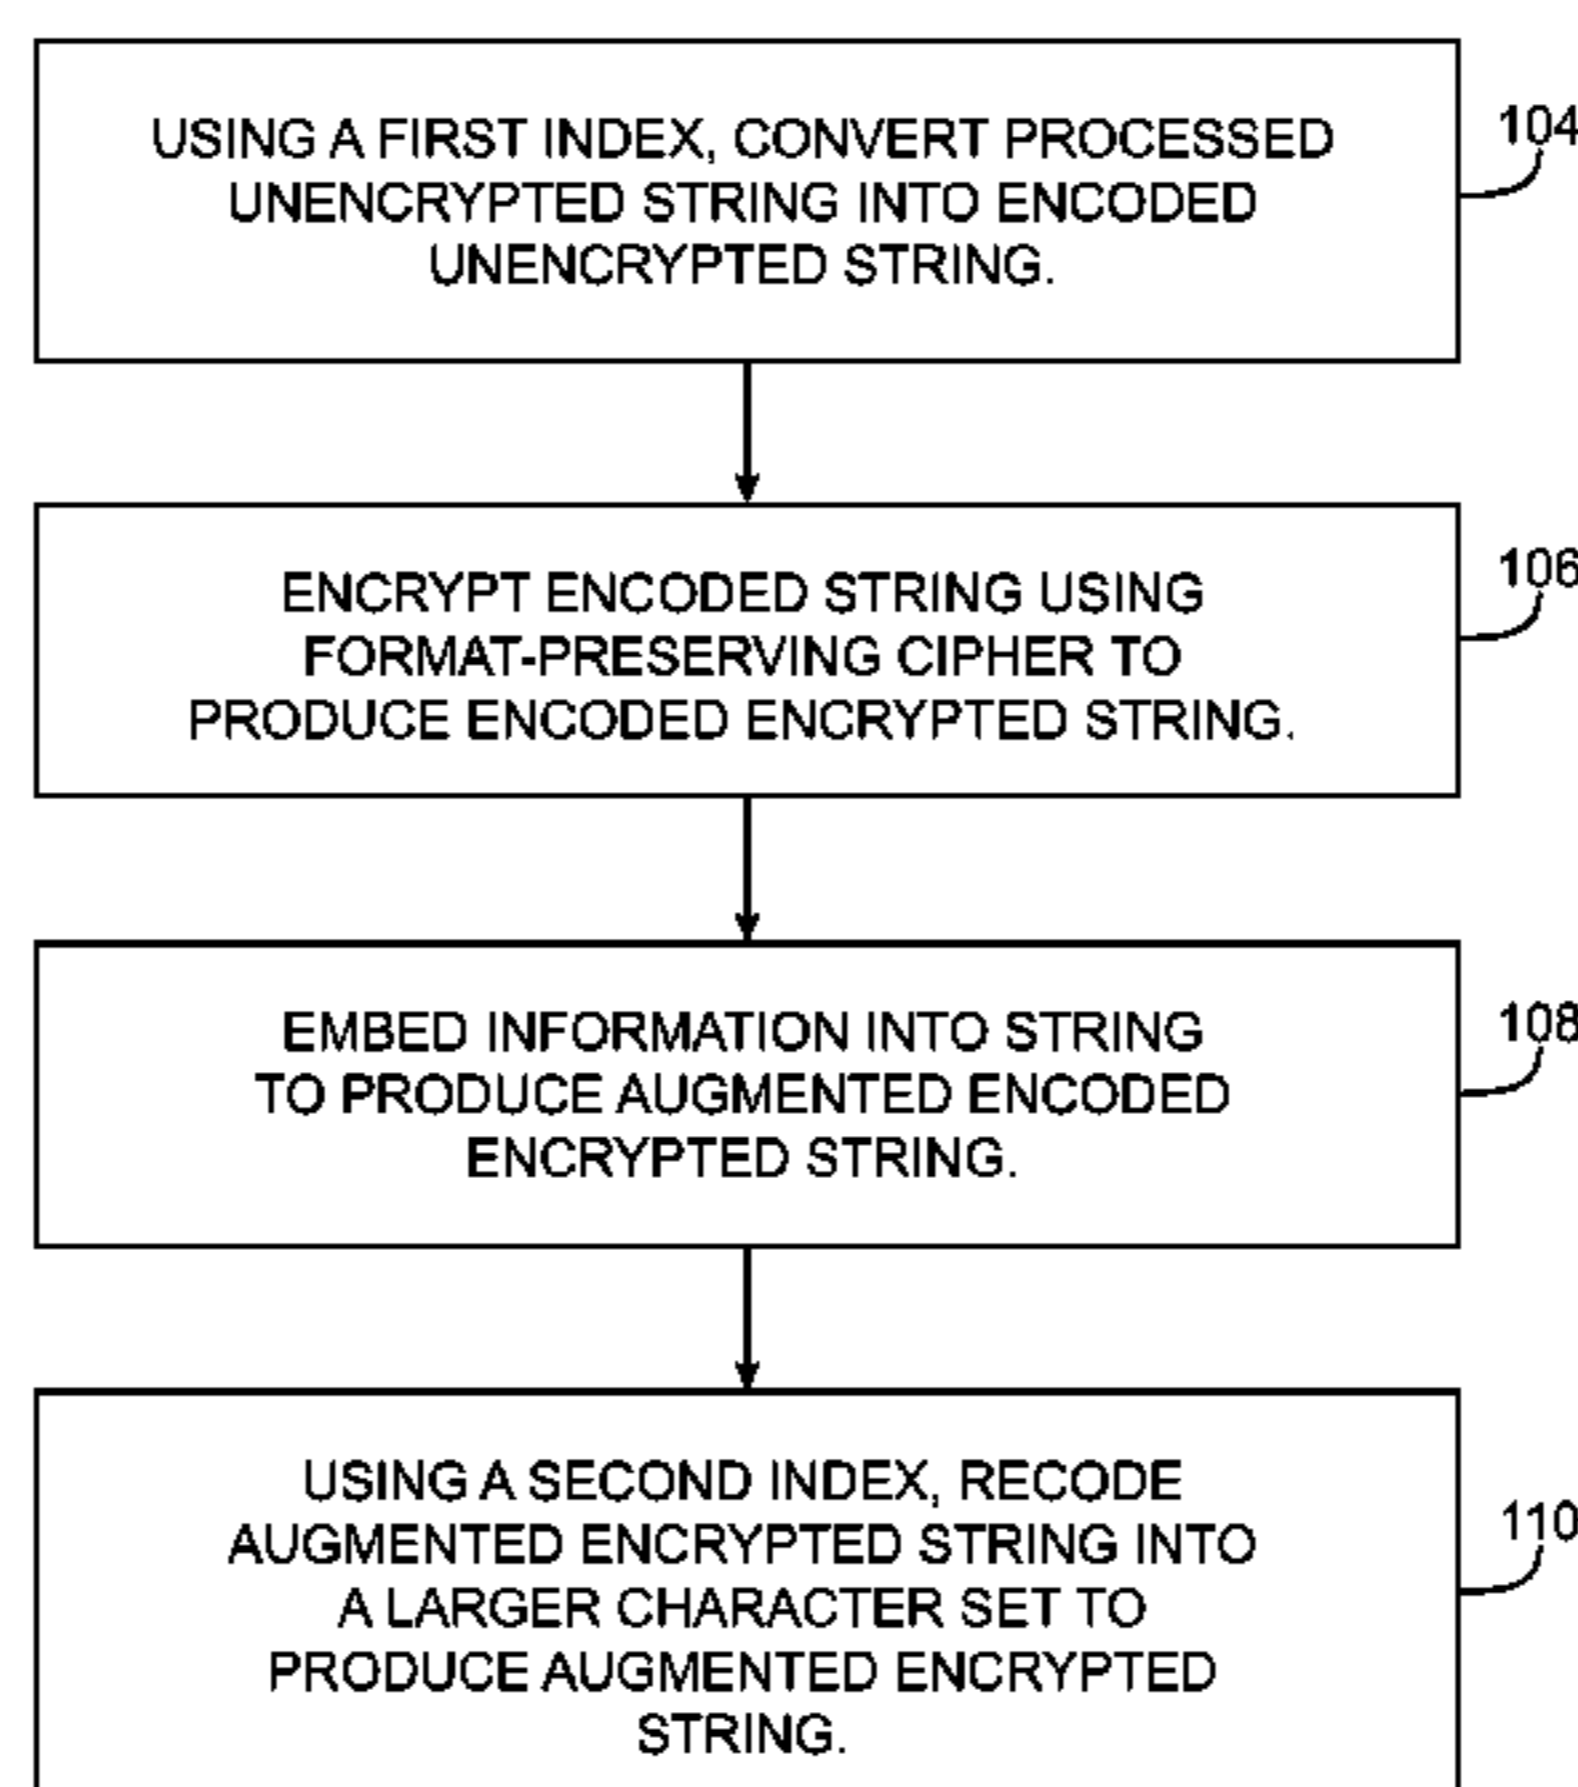 USING A FIRST INDEX, CONVERT PROCESSED
UNENCRYPTED STRING INTO ENCODED
UNENCRYPTED STRING.
104
ENCRYPT ENCODED STRING USING
FORMAT-PRESERVING CIPHER TO
PRODUCE ENCODED ENCRYPTED STRING.
106
EMBED INFORMATION INTO STRING
TO PRODUCE AUGMENTED ENCODED
ENCRYPTED STRING.
108
USING A SECOND INDEX, RECODE
AUGMENTED ENCRYPTED STRING INTO
A LARGER CHARACTER SET TO
PRODUCE AUGMENTED ENCRYPTED
STRING.
110